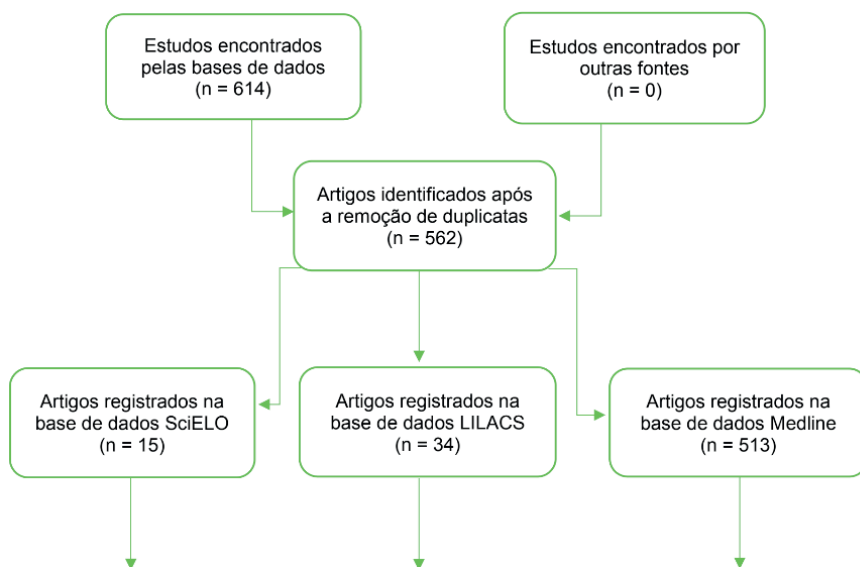 Estudos encontrados
pelas bases de dados
(n = 614)
Estudos encontrados por
outras fontes
(n = 0)
Artigos identificados após
a remoção de duplicatas
(n = 562)
Artigos registrados na
base de dados SciELO
(n = 15)
Artigos registrados na
base de dados LILACS
(n = 34)
Artigos registrados na
base de dados Medline
(n = 513)